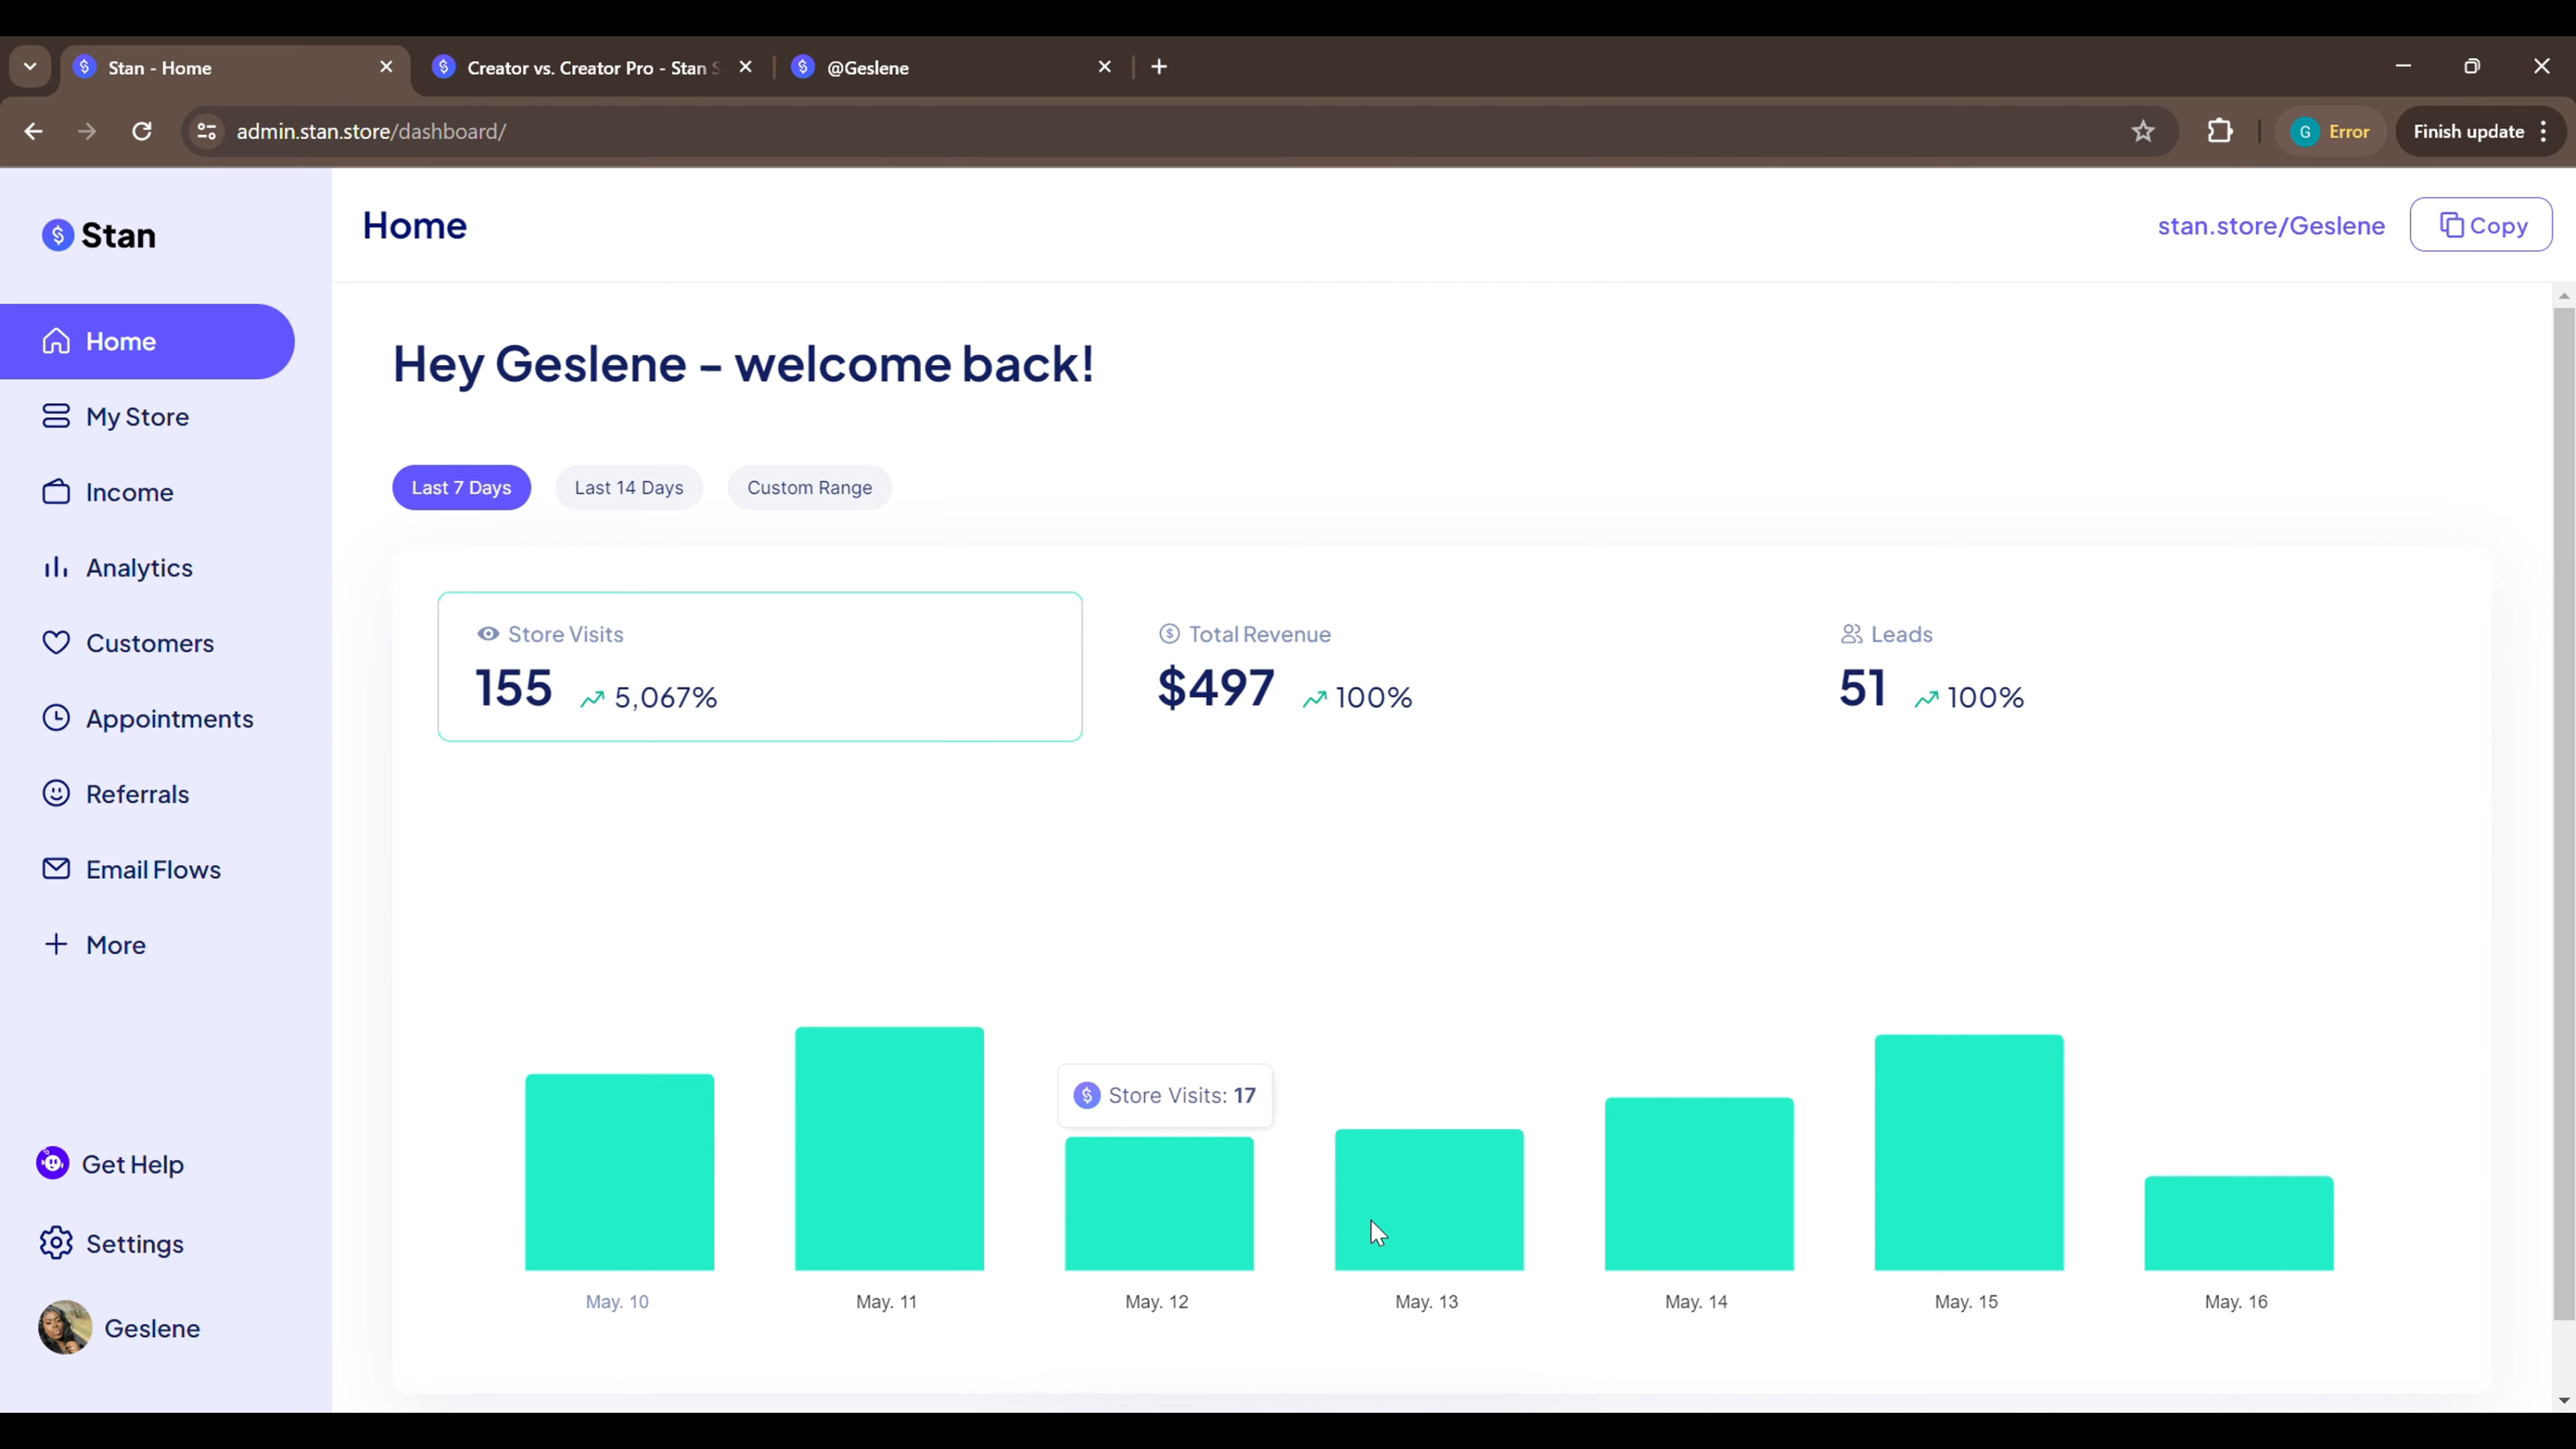 Stan - Home
Creator vs. Creator Pro - Stan
@Geslene
admin.stan.store/dashboard/
G Error
Finish update
$ Stan
Home
stan.store/Geslene
Copy
Home
My Store
Income
Analytics
Customers
Appointments
Referrals
Email Flows
More
Get Help
Settings
Geslene
Hey Geslene - welcome back!
Last 7 Days
Last 14 Days
Custom Range
Store Visits
155 5,067%
Total Revenue
$497 100%
Leads
51 100%
$ Store Visits: 17
May. 10
May. 11
May. 12
May. 13
May. 14
May. 15
May. 16